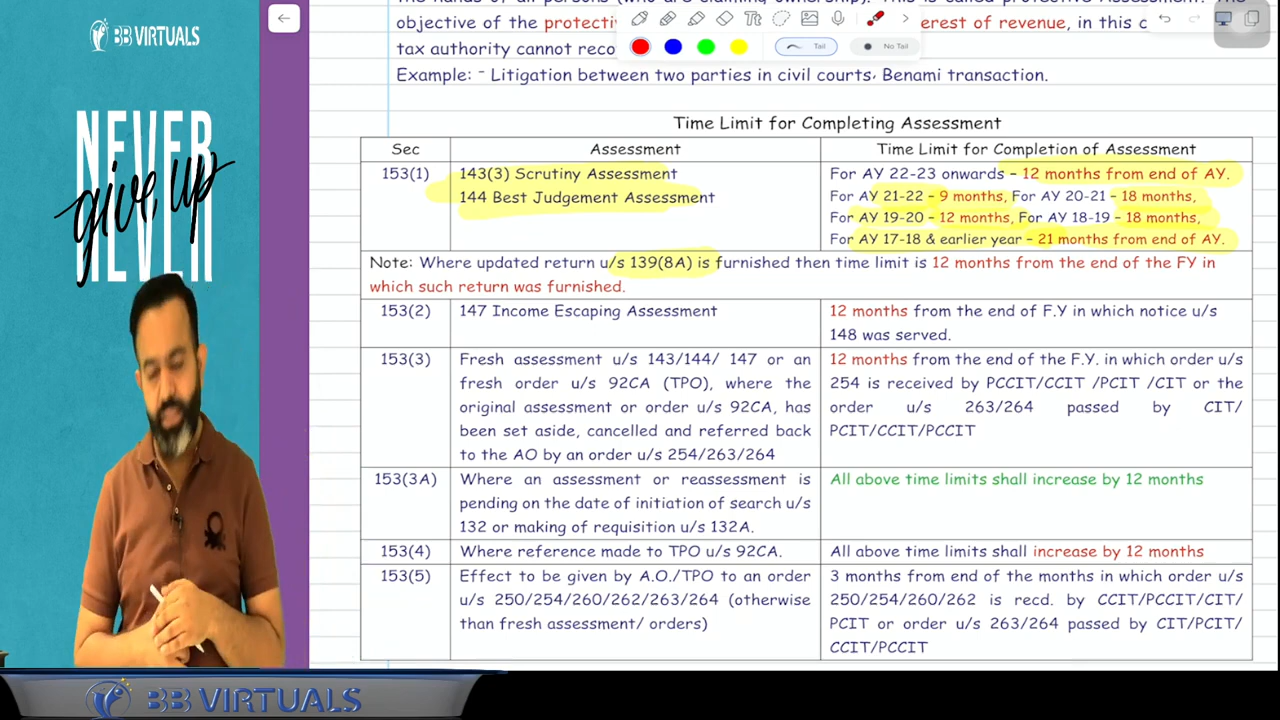 BB VIRTUALS
NEVER
give up
NEVER
objective of the
tax authority cannot
Example: - Litigation between two parties in civil courts, Benami transaction.
Tail
No Tail
erest of revenue, in this c
Time Limit for Completing Assessment
Sec Assessment Time Limit for Completion of Assessment
153(1) 143(3) Scrutiny Assessment For AY 22-23 onwards – 12 months from end of AY.
144 Best Judgement Assessment For AY 21-22 – 9 months, For AY 20-21 – 18 months,
For AY 19-20 – 12 months, For AY 18-19 – 18 months,
For AY 17-18 & earlier year – 21 months from end of AY.
Note: Where updated return u/s 139(8A) is furnished then time limit is 12 months from the end of the FY in
which such return was furnished.
153(2) 147 Income Escaping Assessment 12 months from the end of F.Y in which notice u/s
148 was served.
153(3) Fresh assessment u/s 143/144/ 147 or an 12 months from the end of the F.Y. in which order u/s
fresh order u/s 92CA (TPO), where the 254 is received by PCCIT/CCIT /PCIT /CIT or the
original assessment or order u/s 92CA, has order u/s 263/264 passed by CIT/
been set aside, cancelled and referred back PCIT/CCIT/PCCIT
to the AO by an order u/s 254/263/264
153(3A) Where an assessment or reassessment is All above time limits shall increase by 12 months
pending on the date of initiation of search u/s
132 or making of requisition u/s 132A.
153(4) Where reference made to TPO u/s 92CA. All above time limits shall increase by 12 months
153(5) Effect to be given by A.O./TPO to an order 3 months from end of the months in which order u/s
u/s 250/254/260/262/263/264 (otherwise 250/254/260/262 is recd. by CCIT/PCCIT/CIT/
than fresh assessment/ orders) PCIT or order u/s 263/264 passed by CIT/PCIT/
CCIT/PCCIT
BB VIRTUALS